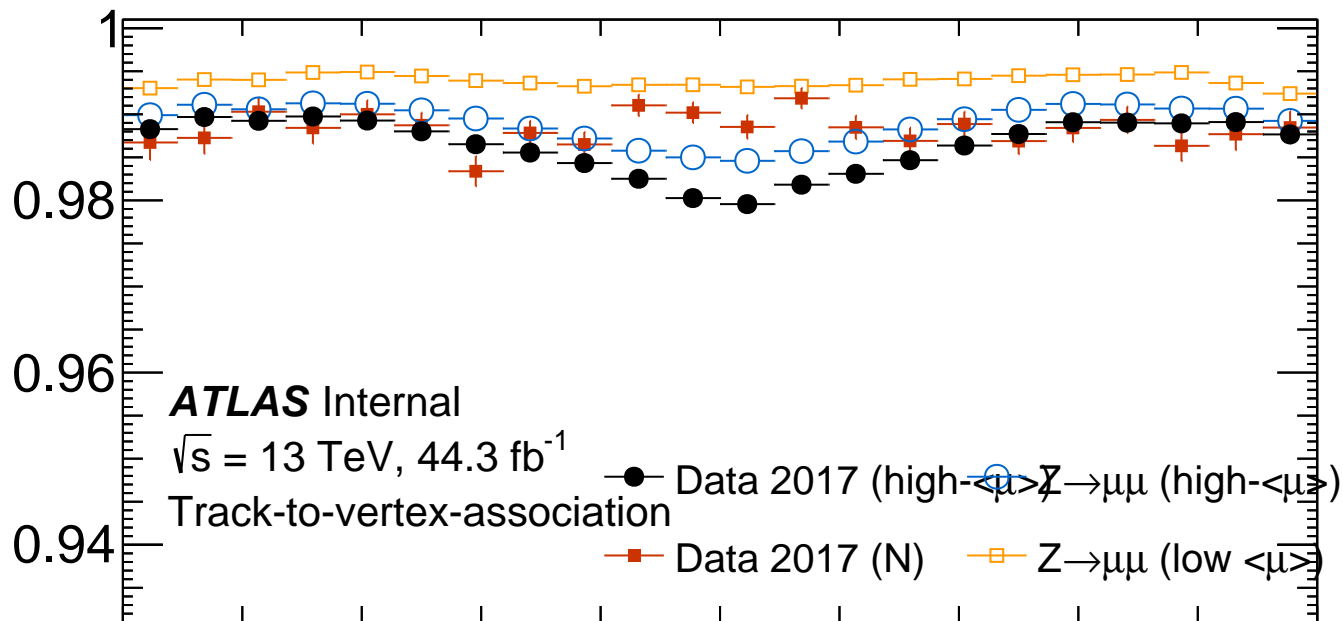 1
0.98
0.96
0.94
ATLAS Internal
√s = 13 TeV, 44.3 fb-1
Track-to-vertex-association
Data 2017 (high-<μ>)
Z→μμ (high-<μ>)
Data 2017 (N)
Z→μμ (low <μ>)